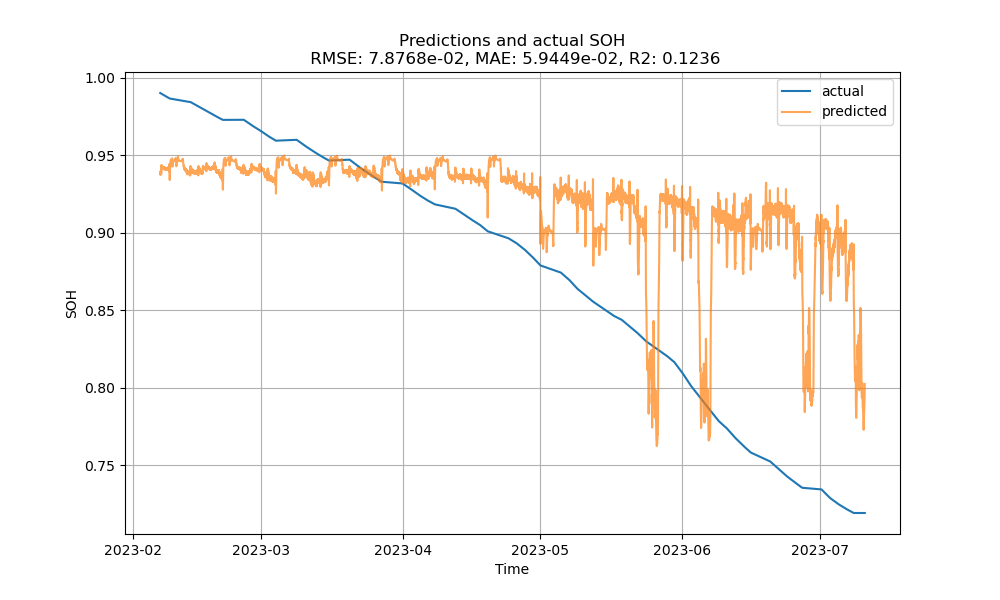 Predictions and actual SOH
RMSE: 7.8768e-02, MAE: 5.9449e-02, R2: 0.1236
actual
predicted
1.00
0.95
0.90
0.85
0.80
0.75
SOH
2023-02
2023-03
2023-04
2023-05
2023-06
2023-07
Time